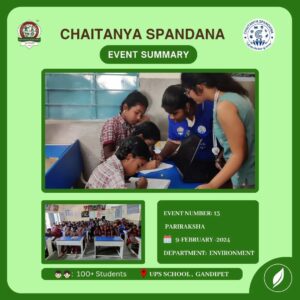 CHAITANYA SPANDANA
EVENT SUMMARY
EVENT NUMBER: 15
PARIRAKSHA
9-FEBRUARY -2024
DEPARTMENT: ENVIRONMENT
: 100+ Students
UPS SCHOOL , GANDIPET